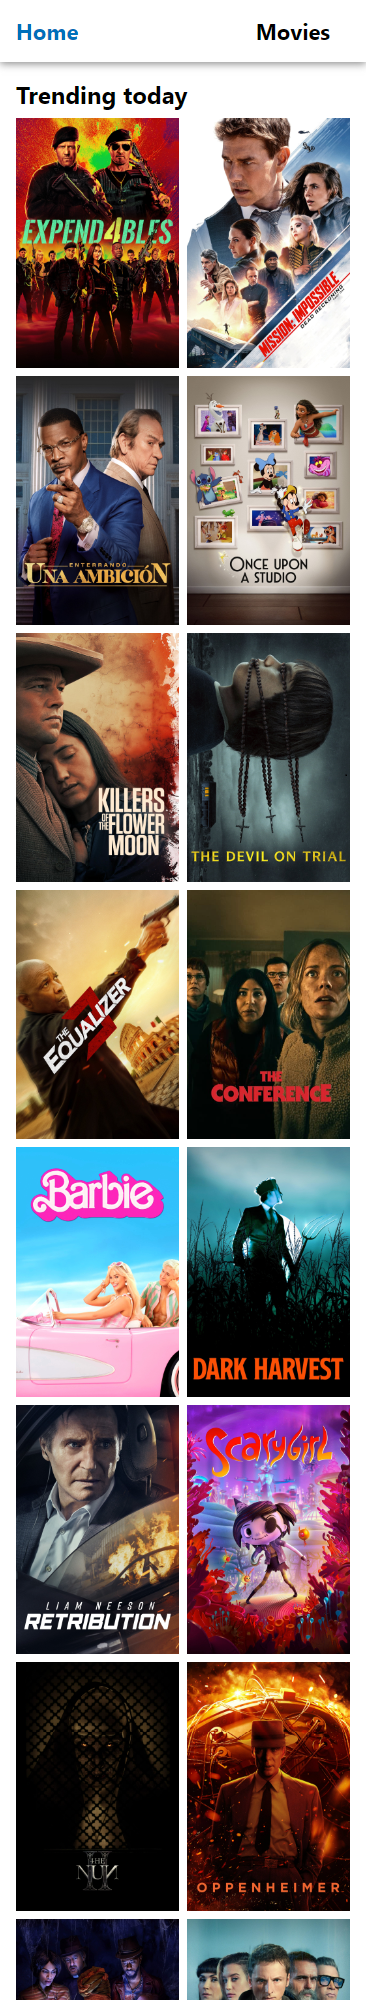 Home
Movies
Trending today
EXPEND4BLES
MISSION: IMPOSSIBLE
DEAD RECKONING
ENTERRANDO
UNA AMBICIÓN
ONCE UPON
A STUDIO
KILLERS
OF THE FLOWER
MOON
THE DEVIL ON TRIAL
THE
EQUALIZER
3
THE
CONFERENCE
Barbie
DARK HARVEST
LIAM NEESON
RETRIBUTION
Scarygirl
THE
NUN
II
OPPENHEIMER